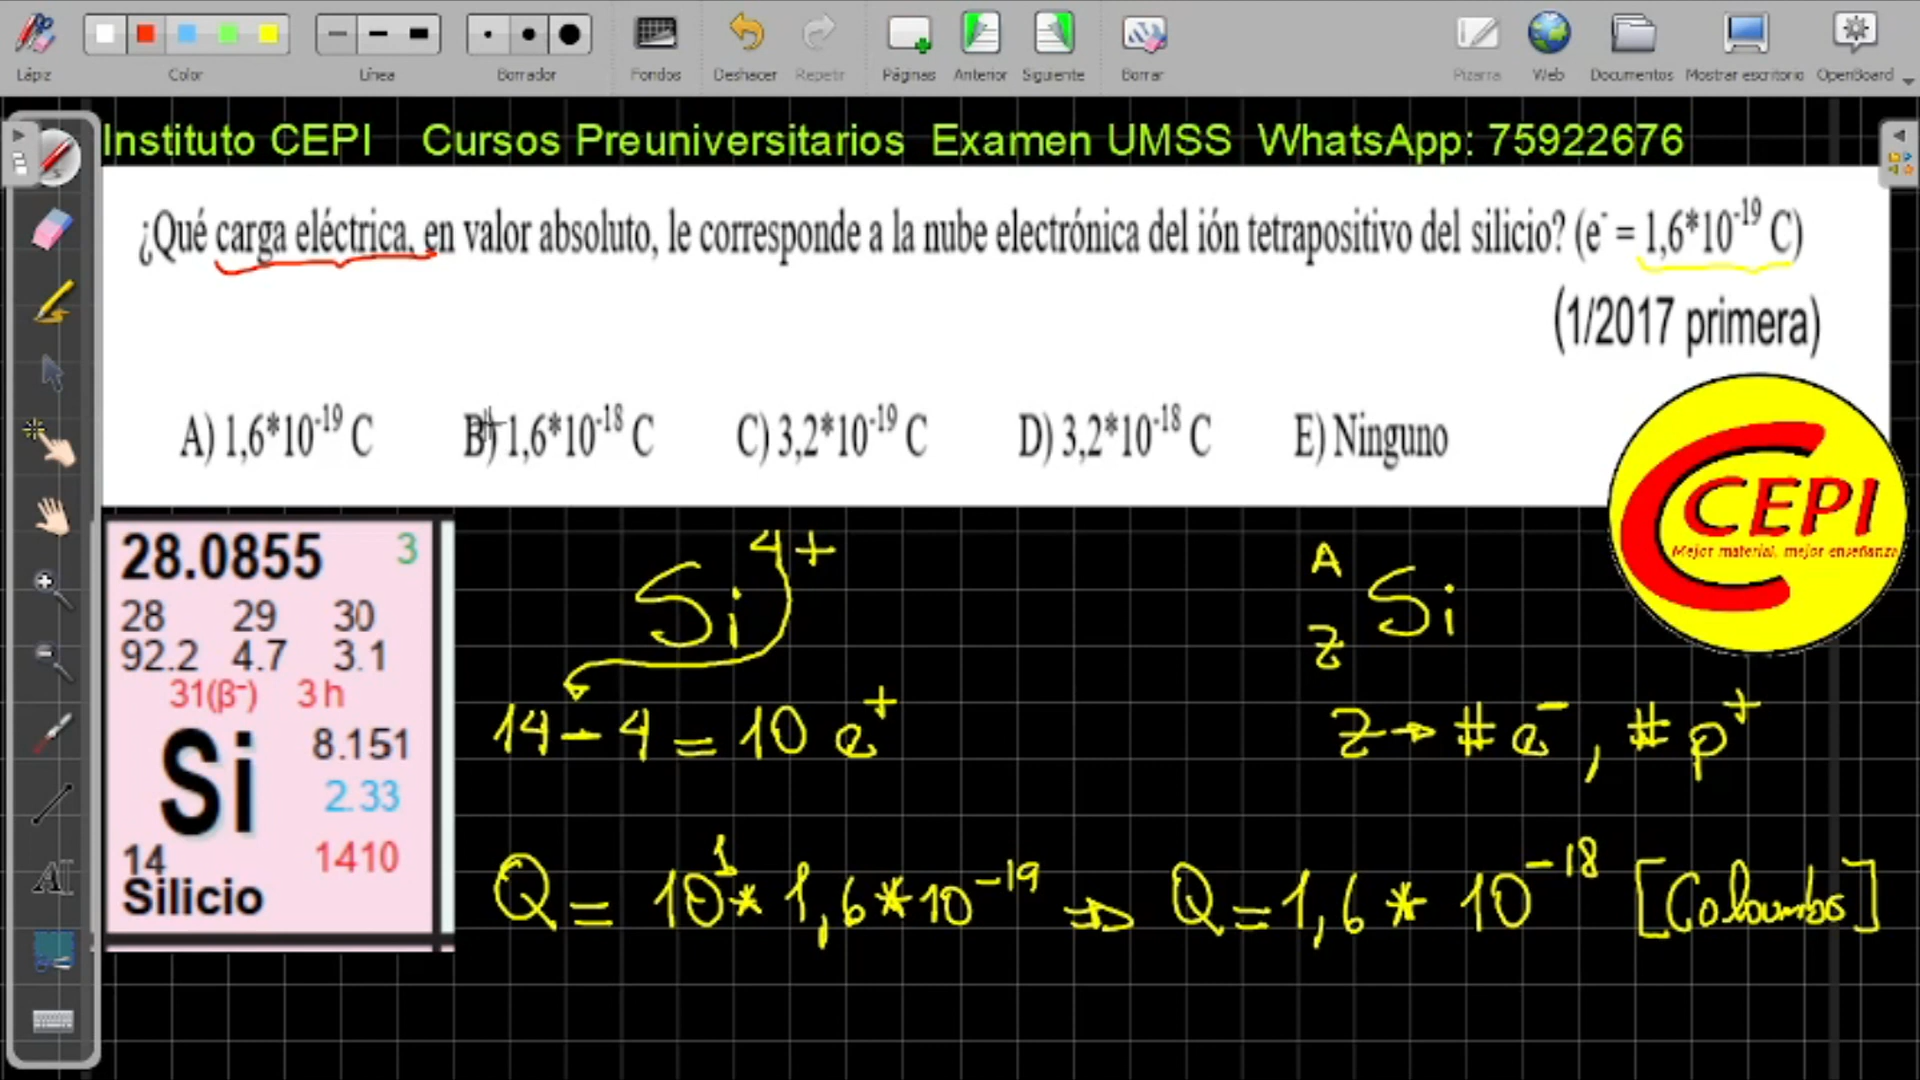 Lápiz Color Línea Borrador Fondos Deshacer Repetir Páginas Anterior Siguiente Borrar Pizarra Web Documentos Mostrar escritorio OpenBoard
Instituto CEPI Cursos Preuniversitarios Examen UMSS WhatsApp: 75922676
¿Qué carga eléctrica, en valor absoluto, le corresponde a la nube electrónica del ión tetrapositivo del silicio? (e⁻ = 1,6*10⁻¹⁹ C)
(1/2017 primera)
A) 1,6*10⁻¹⁹ C B) 1,6*10⁻¹⁸ C C) 3,2*10⁻¹⁹ C D) 3,2*10⁻¹⁸ C E) Ninguno
CEPI
Mejor material, mejor enseñanza
28.0855 3
28 29 30
92.2 4.7 3.1
31(β⁻) 3 h
Si 8.151
2.33
14 1410
Silicio
Si⁴⁺
A
Z Si
14 - 4 = 10 e⁺
Z → # e⁻, # p⁺
Q = 10¹ * 1,6 * 10⁻¹⁹ ⇒ Q = 1,6 * 10⁻¹⁸ [Coloumbs]